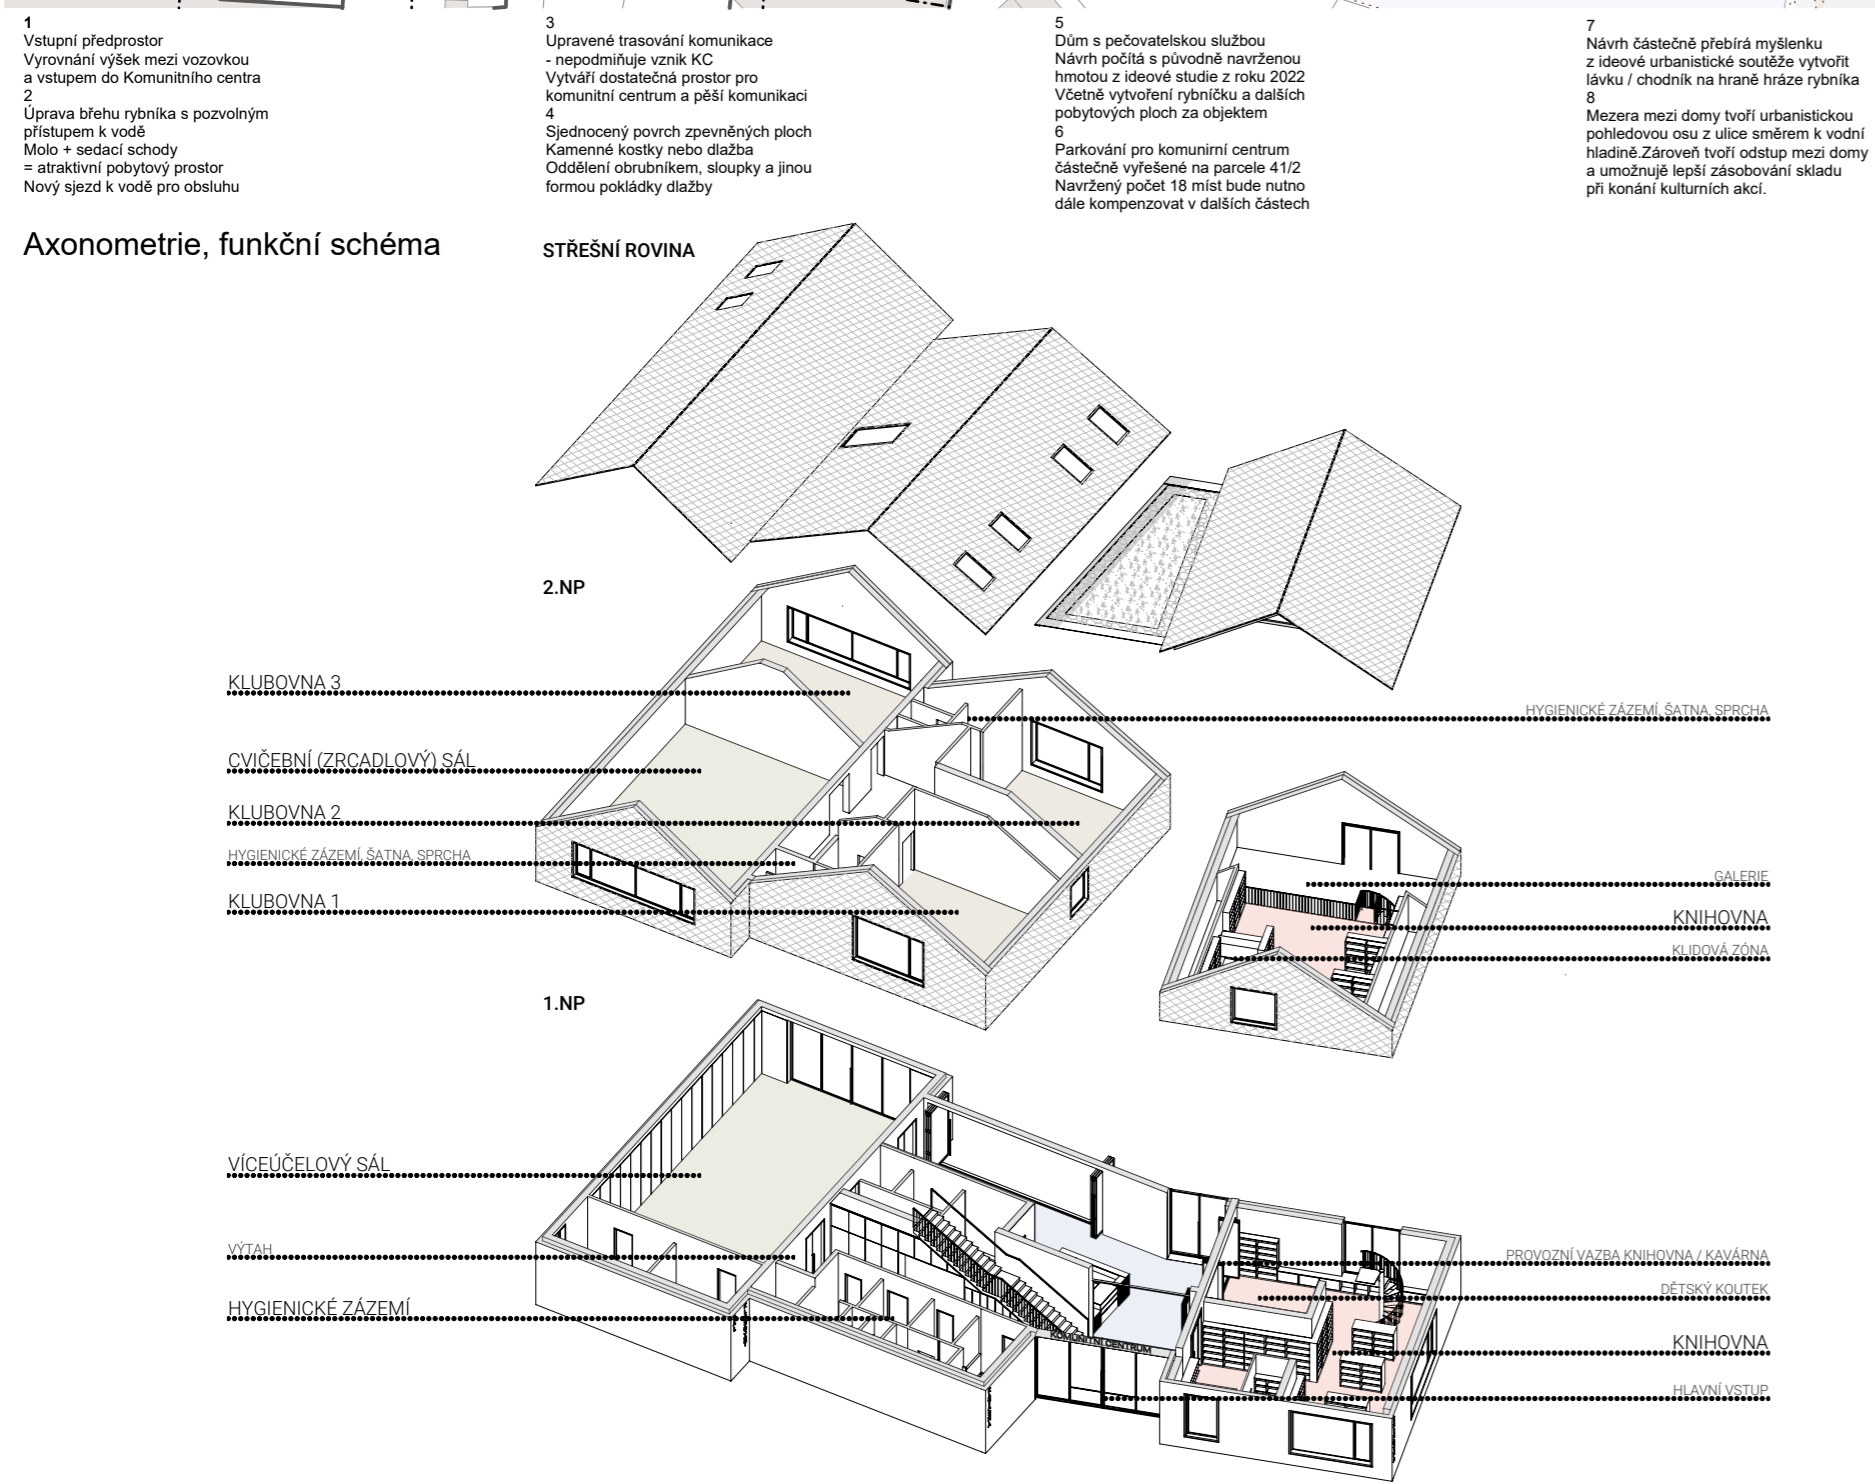 1
Vstupní předprostor
Vyrovnání výšek mezi vozovkou
a vstupem do Komunitního centra
2
Úprava břehu rybníka s pozvolným
přístupem k vodě
Molo + sedací schody
= atraktivní pobytový prostor
Nový sjezd k vodě pro obsluhu
3
Upravené trasování komunikace
- nepodmiňuje vznik KC
Vytváří dostatečná prostor pro
komunitní centrum a pěší komunikaci
4
Sjednocený povrch zpevněných ploch
Kamenné kostky nebo dlažba
Oddělení obrubníkem, sloupky a jinou
formou pokládky dlažby
5
Dům s pečovatelskou službou
Návrh počítá s původně navrženou
hmotou z ideové studie z roku 2022
Včetně vytvoření rybníčku a dalších
pobytových ploch za objektem
6
Parkování pro komunirní centrum
částečně vyřešené na parcele 41/2
Navržený počet 18 míst bude nutno
dále kompenzovat v dalších částech
7
Návrh částečně přebírá myšlenku
z ideové urbanistické soutěže vytvořit
lávku / chodník na hraně hráze rybníka
8
Mezera mezi domy tvoří urbanistickou
pohledovou osu z ulice směrem k vodní
hladině.Zároveň tvoří odstup mezi domy
a umožnujě lepší zásobování skladu
při konání kulturních akcí.
Axonometrie, funkční schéma
STŘEŠNÍ ROVINA
2.NP
KLUBOVNA 3
HYGIENICKÉ ZÁZEMÍ, ŠATNA, SPRCHA
CVIČEBNÍ (ZRCADLOVÝ) SÁL
KLUBOVNA 2
HYGIENICKÉ ZÁZEMÍ, ŠATNA, SPRCHA
KLUBOVNA 1
GALERIE
KNIHOVNA
KLIDOVÁ ZÓNA
1.NP
VÍCEÚČELOVÝ SÁL
VÝTAH
HYGIENICKÉ ZÁZEMÍ
PROVOZNÍ VAZBA KNIHOVNA / KAVÁRNA
DĚTSKÝ KOUTEK
KNIHOVNA
HLAVNÍ VSTUP
KOMUNITNÍ CENTRUM